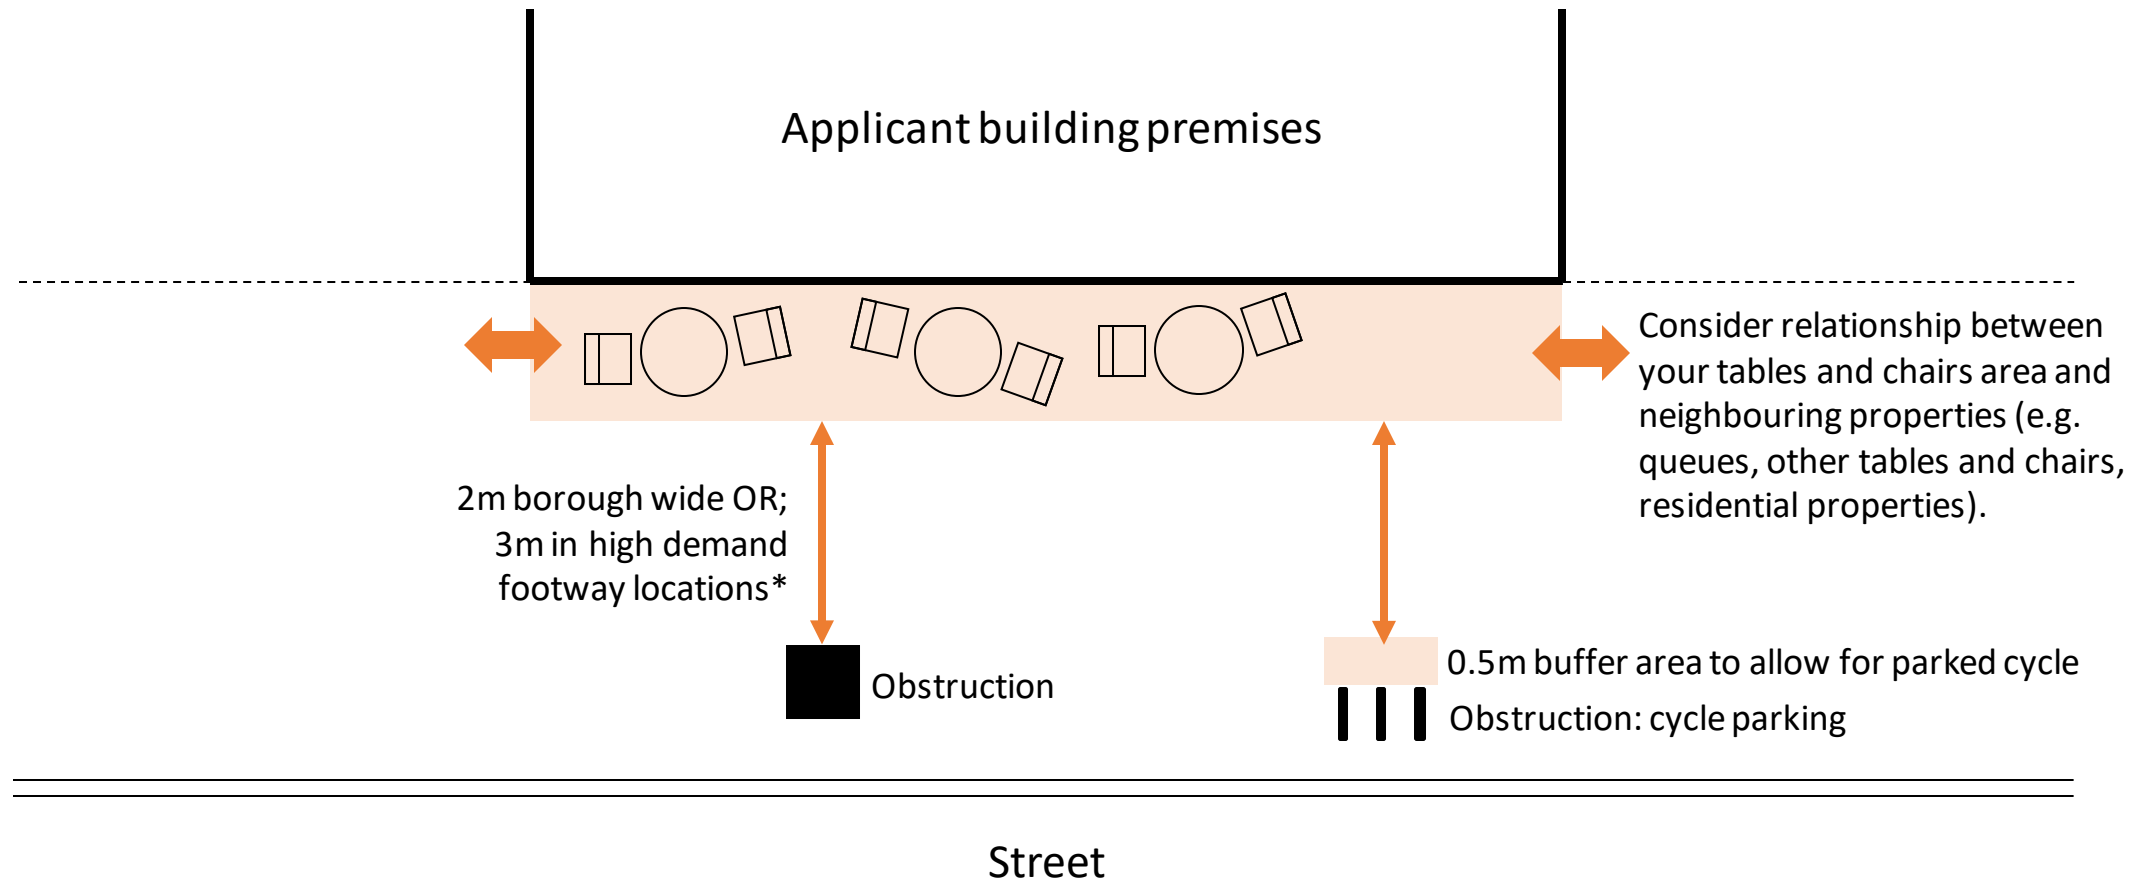 Applicant building premises
Consider relationship between
your tables and chairs area and
neighbouring properties (e.g.
queues, other tables and chairs,
residential properties).
2m borough wide OR;
3m in high demand
footway locations*
Obstruction
0.5m buffer area to allow for parked cycle
Obstruction: cycle parking
Street